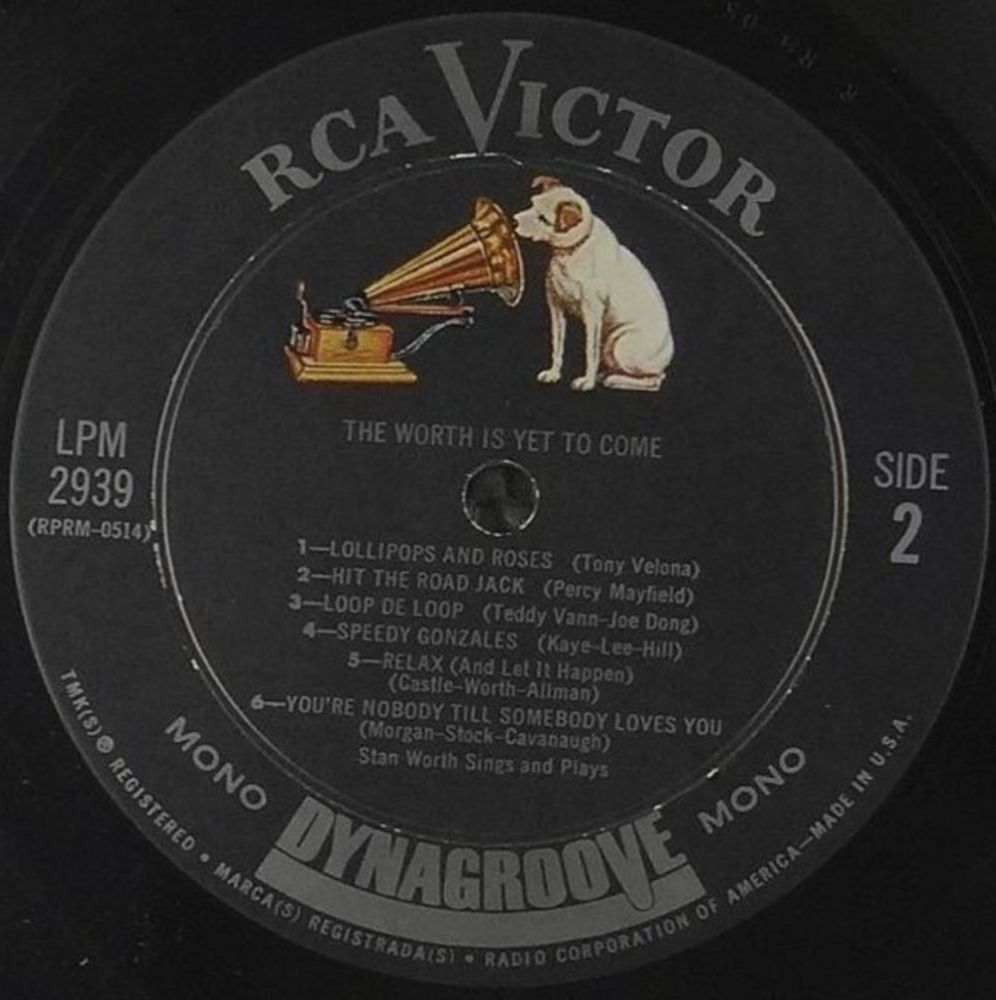 RCA VICTOR
THE WORTH IS YET TO COME
LPM
2939
(RPRM-0514)
SIDE
2
1—LOLLIPOPS AND ROSES (Tony Velona)
2—HIT THE ROAD JACK (Percy Mayfield)
3—LOOP DE LOOP (Teddy Vann-Joe Dong)
4—SPEEDY GONZALES (Kaye-Lee-Hill)
5—RELAX (And Let It Happen)
(Castle-Worth-Allman)
6—YOU'RE NOBODY TILL SOMEBODY LOVES YOU
(Morgan-Stock-Cavanaugh)
Stan Worth Sings and Plays
MONO
DYNAGROOVE
MONO
TMK(S) ® REGISTERED • MARCA(S) REGISTRADA(S) • RADIO CORPORATION OF AMERICA—MADE IN U.S.A.